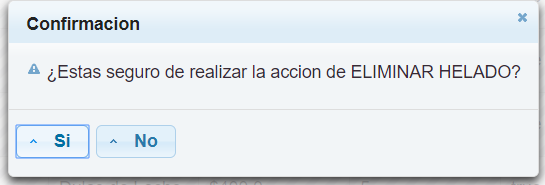 Confirmacion
¿Estas seguro de realizar la accion de ELIMINAR HELADO?
Si
No